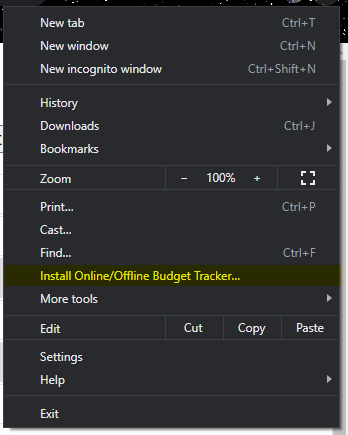 New tab Ctrl+T
New window Ctrl+N
New incognito window Ctrl+Shift+N
History
Downloads Ctrl+J
Bookmarks
Zoom − 100% +
Print... Ctrl+P
Cast...
Find... Ctrl+F
Install Online/Offline Budget Tracker...
More tools
Edit Cut Copy Paste
Settings
Help
Exit